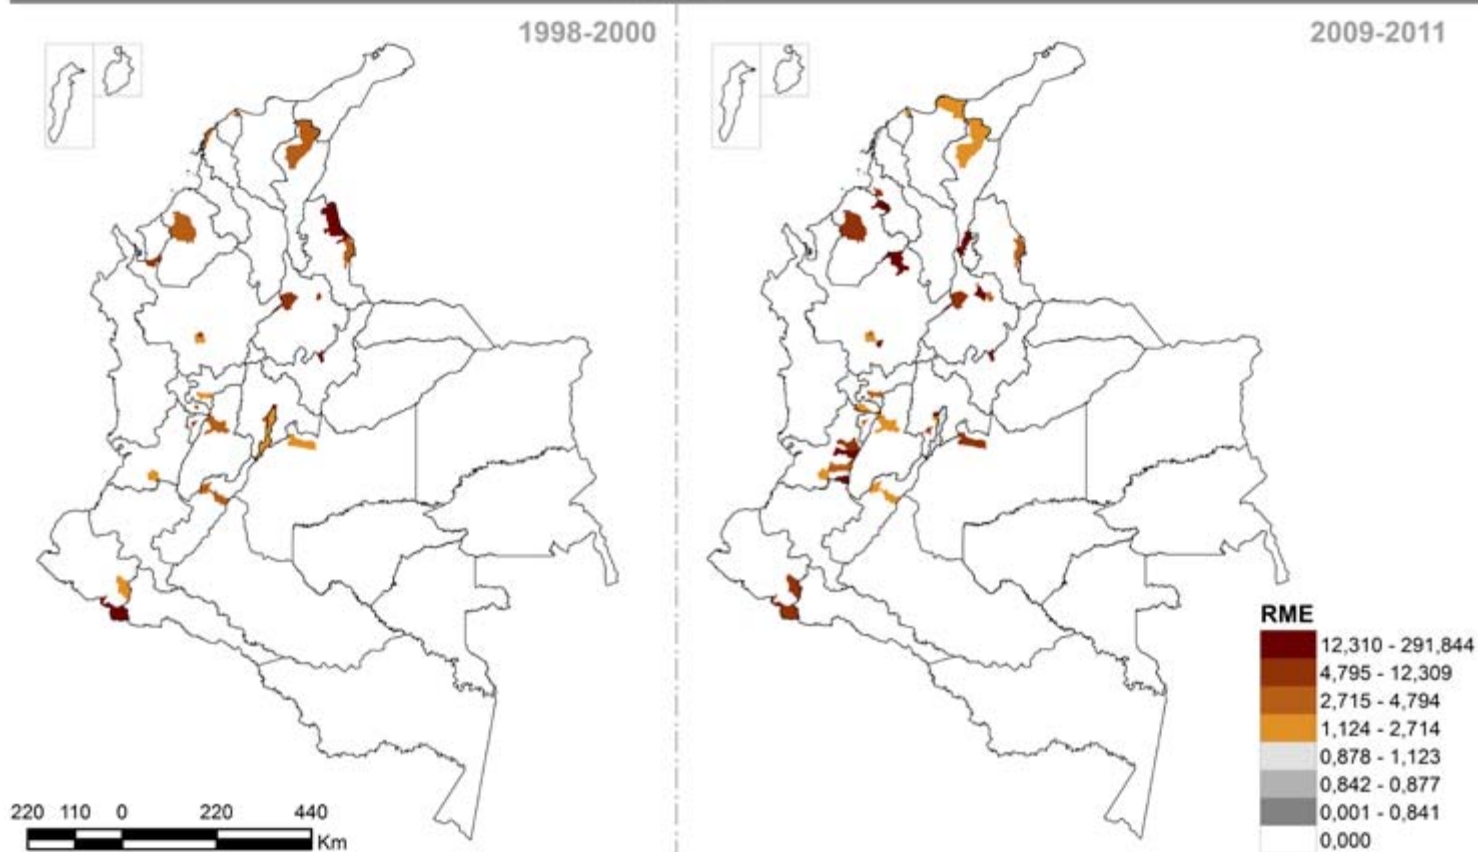 1998-2000
2009-2011
RME
12,310 - 291,844
4,795 - 12,309
2,715 - 4,794
1,124 - 2,714
0,878 - 1,123
0,842 - 0,877
0,001 - 0,841
0,000
220 110 0 220 440
Km